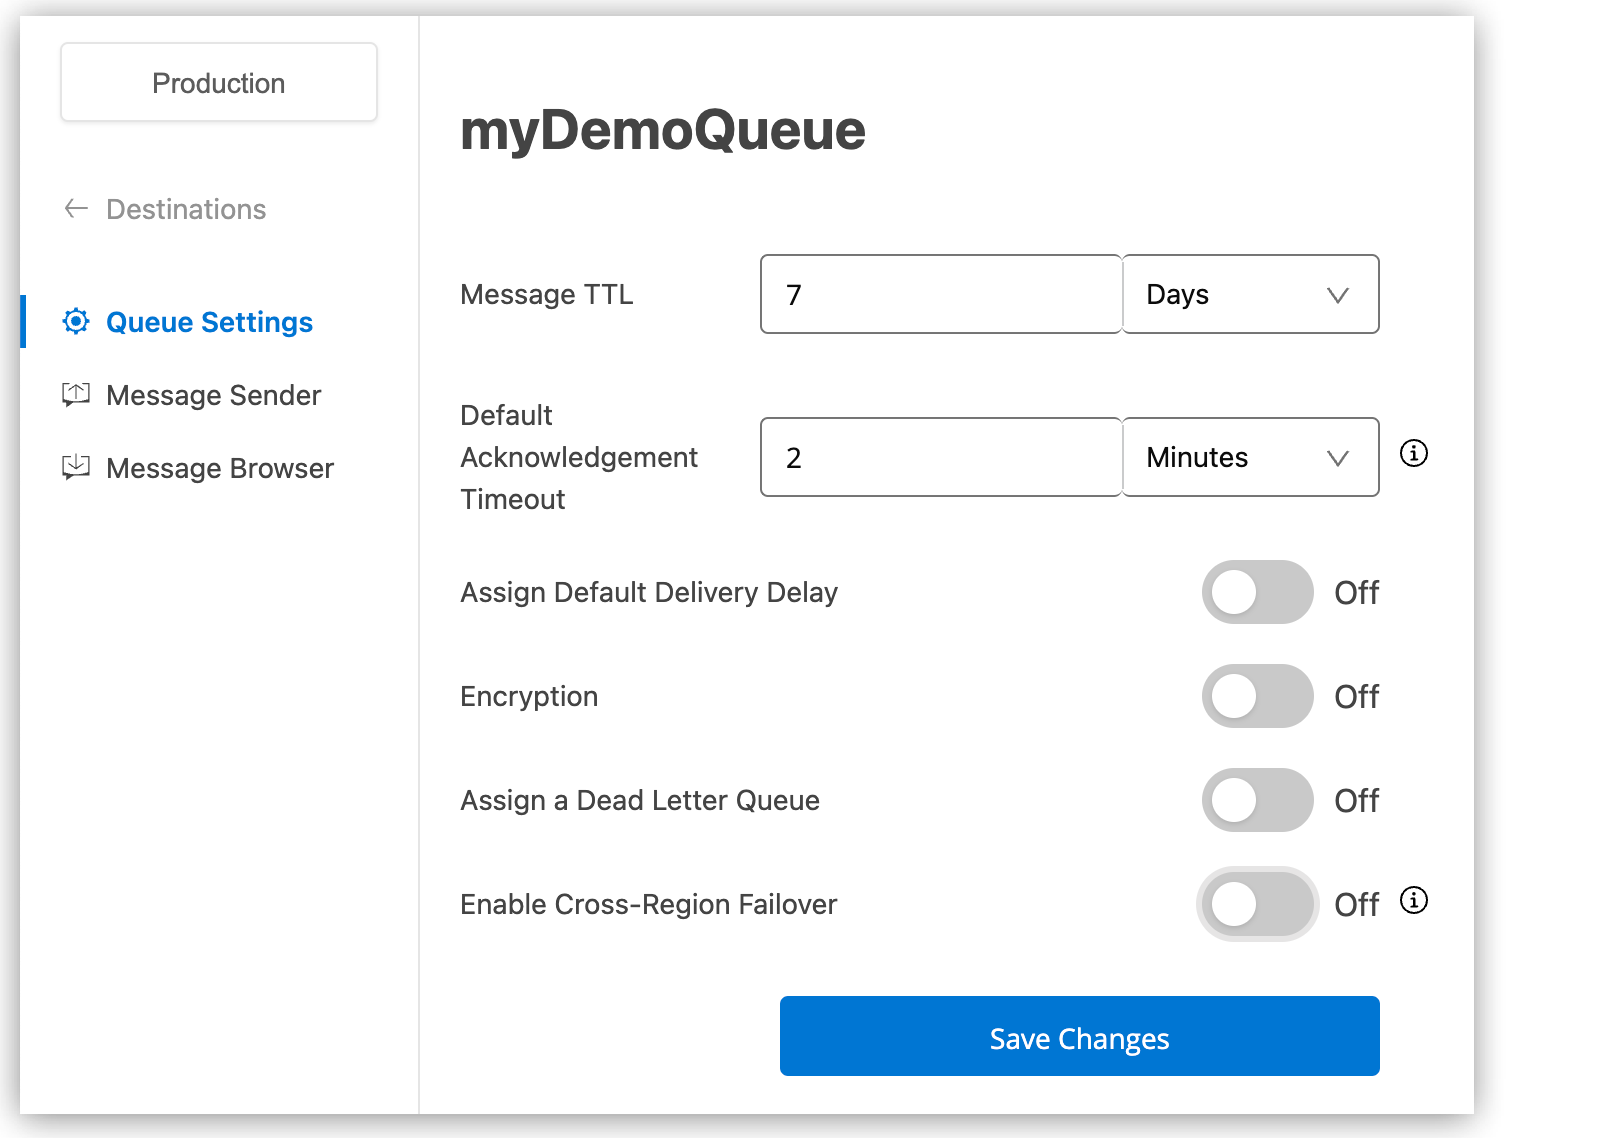 Production
Destinations
Queue Settings
Message Sender
Message Browser
myDemoQueue
Message TTL
7
Days
Default
Acknowledgement
Timeout
2
Minutes
Assign Default Delivery Delay
Off
Encryption
Off
Assign a Dead Letter Queue
Off
Enable Cross-Region Failover
Off
Save Changes